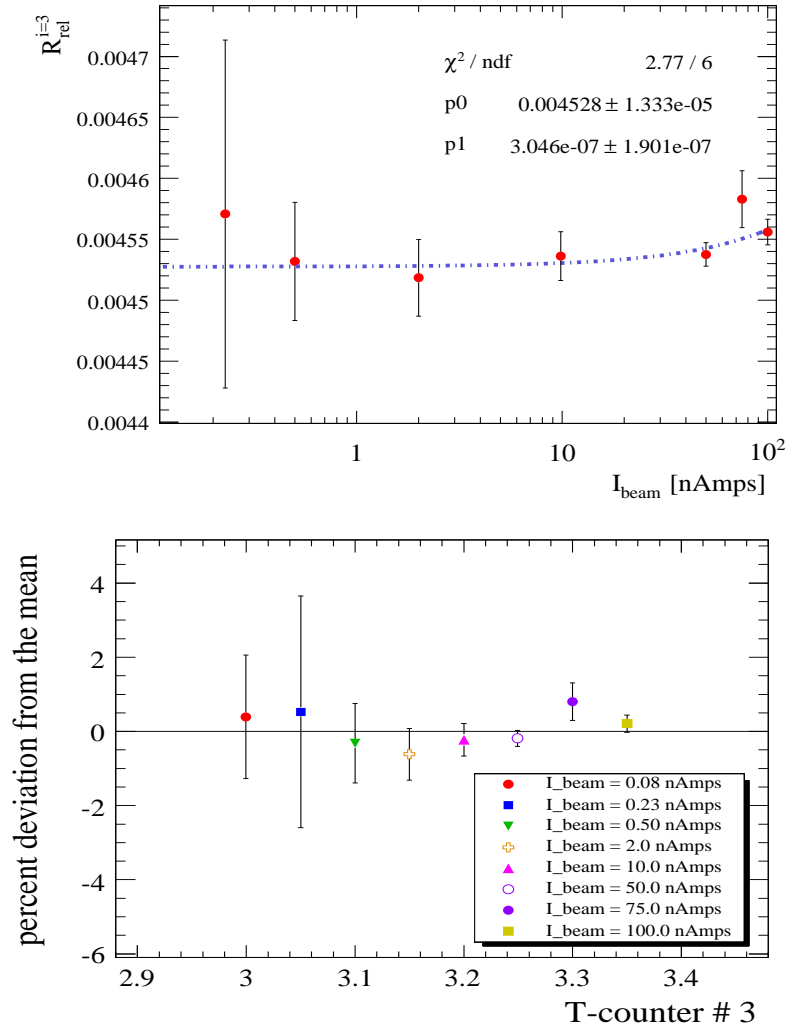 R_rel^i=3
χ² / ndf 2.77 / 6
p0 0.004528 ± 1.333e-05
p1 3.046e-07 ± 1.901e-07
0.0047
0.00465
0.0046
0.00455
0.0045
0.00445
0.0044
1 10 10²
I_beam [nAmps]
percent deviation from the mean
4
2
0
-2
-4
-6
I_beam = 0.08 nAmps
I_beam = 0.23 nAmps
I_beam = 0.50 nAmps
I_beam = 2.0 nAmps
I_beam = 10.0 nAmps
I_beam = 50.0 nAmps
I_beam = 75.0 nAmps
I_beam = 100.0 nAmps
2.9 3 3.1 3.2 3.3 3.4
T-counter # 3